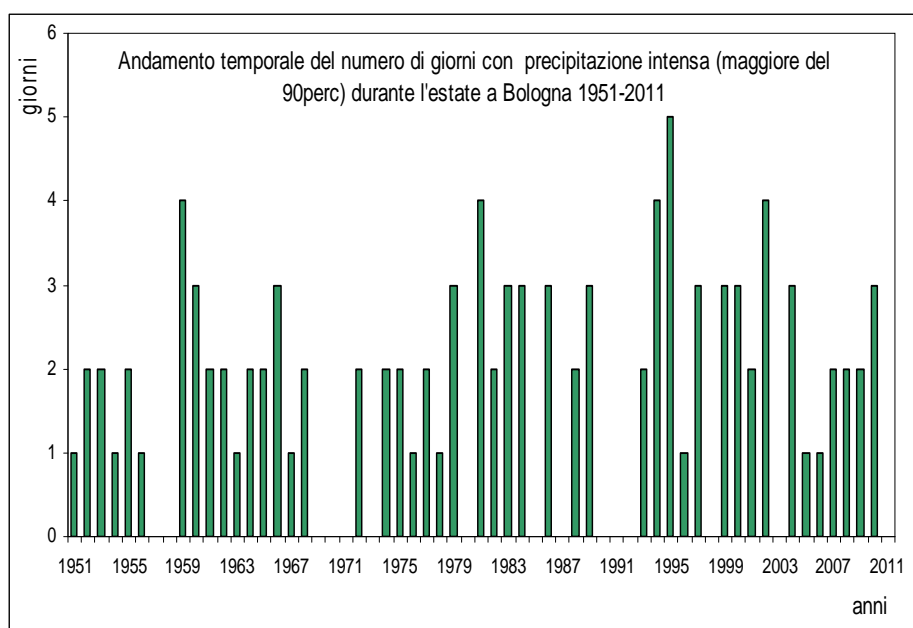 Andamento temporale del numero di giorni con precipitazione intensa (maggiore del
90perc) durante l'estate a Bologna 1951-2011
giorni
6
5
4
3
2
1
0
1951 1955 1959 1963 1967 1971 1975 1979 1983 1987 1991 1995 1999 2003 2007 2011
anni